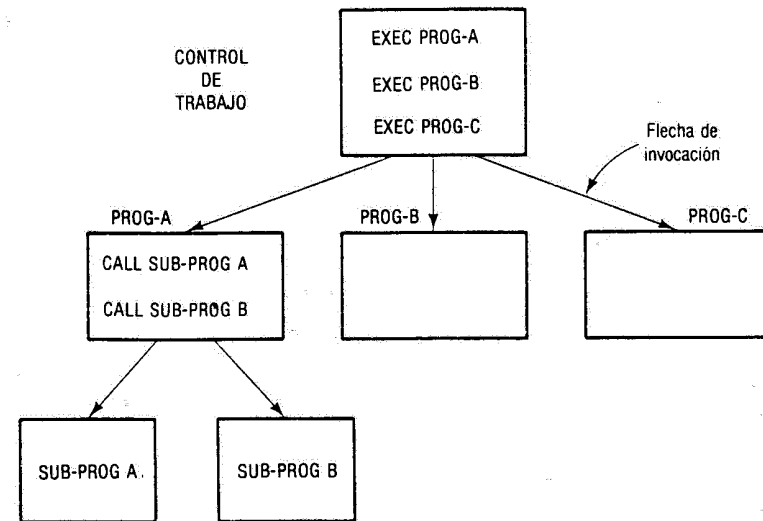 CONTROL
DE
TRABAJO
EXEC PROG-A
EXEC PROG-B
EXEC PROG-C
Flecha de
invocación
PROG-A
PROG-B
PROG-C
CALL SUB-PROG A
CALL SUB-PROG B
SUB-PROG A
SUB-PROG B